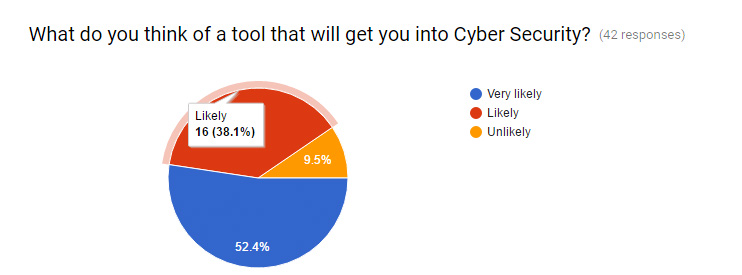 What do you think of a tool that will get you into Cyber Security? (42 responses)
Very likely
Likely
Unlikely
Likely
16 (38.1%)
9.5%
52.4%